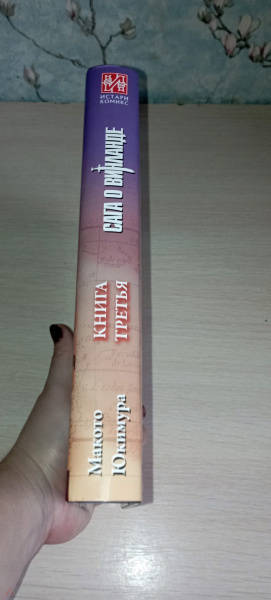 ИСТАРИ
КОМИКС
САГА О ВИНЛАНДЕ
КНИГА
ТРЕТЬЯ
Макото
Юкимура